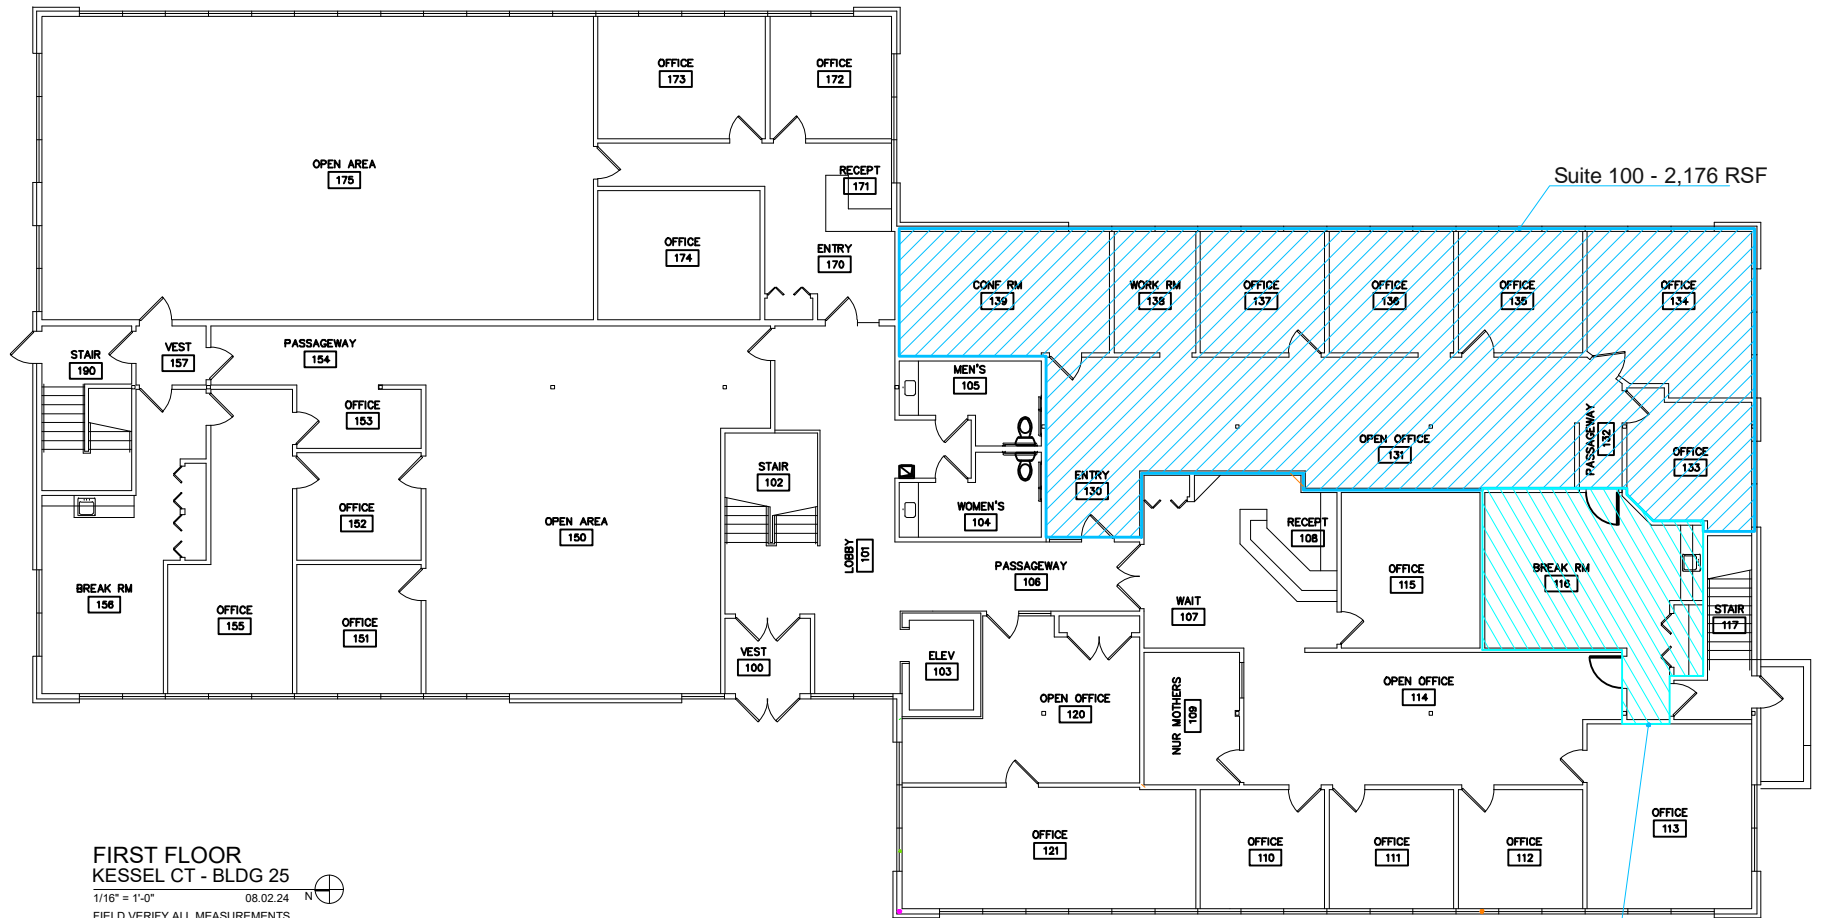 OFFICE
173
OFFICE
172
OPEN AREA
175
RECEPT
171
Suite 100 - 2,176 RSF
OFFICE
174
ENTRY
170
CONF RM
139
WORK RM
138
OFFICE
137
OFFICE
136
OFFICE
135
OFFICE
134
STAIR
190
VEST
157
PASSAGEWAY
154
MEN'S
105
OFFICE
153
PASSAGEWAY
132
OPEN OFFICE
131
OFFICE
133
STAIR
102
ENTRY
130
OFFICE
152
OPEN AREA
150
WOMEN'S
104
RECEPT
108
LOBBY
101
PASSAGEWAY
106
OFFICE
115
BREAK RM
116
BREAK RM
156
OFFICE
155
OFFICE
151
WAIT
107
STAIR
117
VEST
100
ELEV
103
OPEN OFFICE
120
NUR MOTHERS
109
OPEN OFFICE
114
OFFICE
121
OFFICE
110
OFFICE
111
OFFICE
112
OFFICE
113
FIRST FLOOR
KESSEL CT - BLDG 25
1/16" = 1'-0" 08.02.24 N
FIELD VERIFY ALL MEASUREMENTS